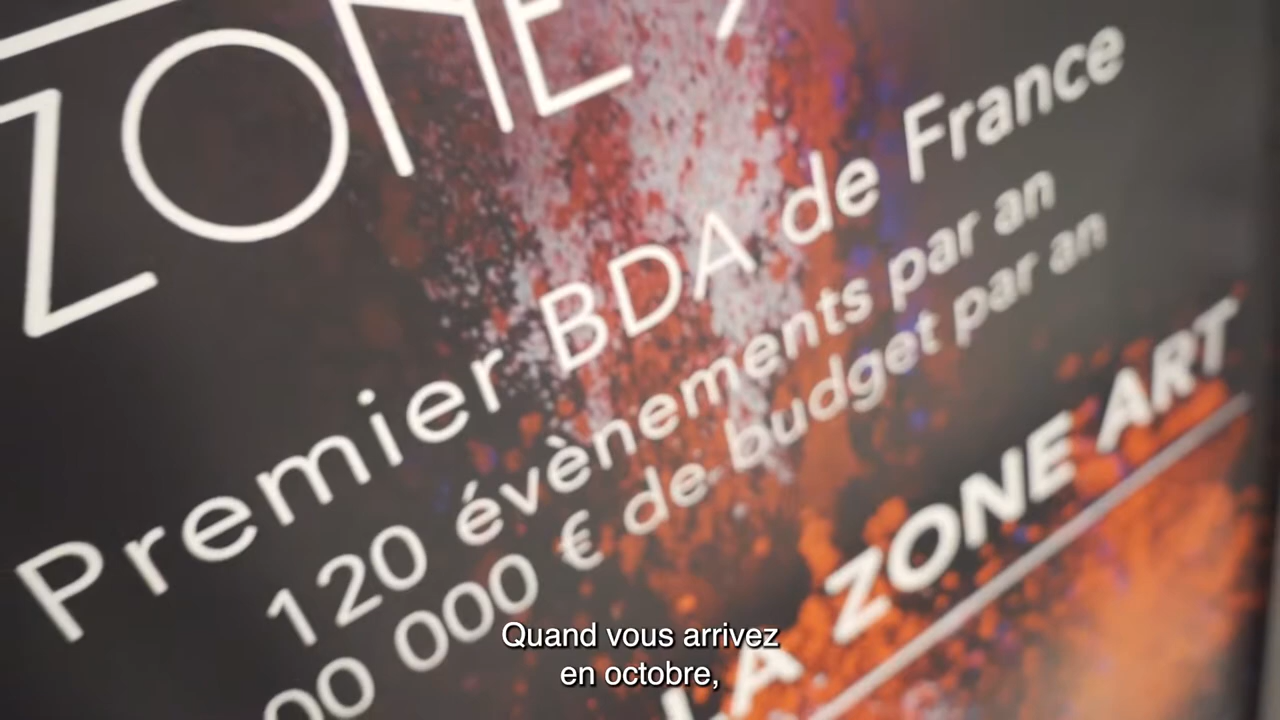 ZONE
Premier BDA de France
120 évènements par an
00 000 € de budget par an
LA ZONE ART
Quand vous arrivez
en octobre,